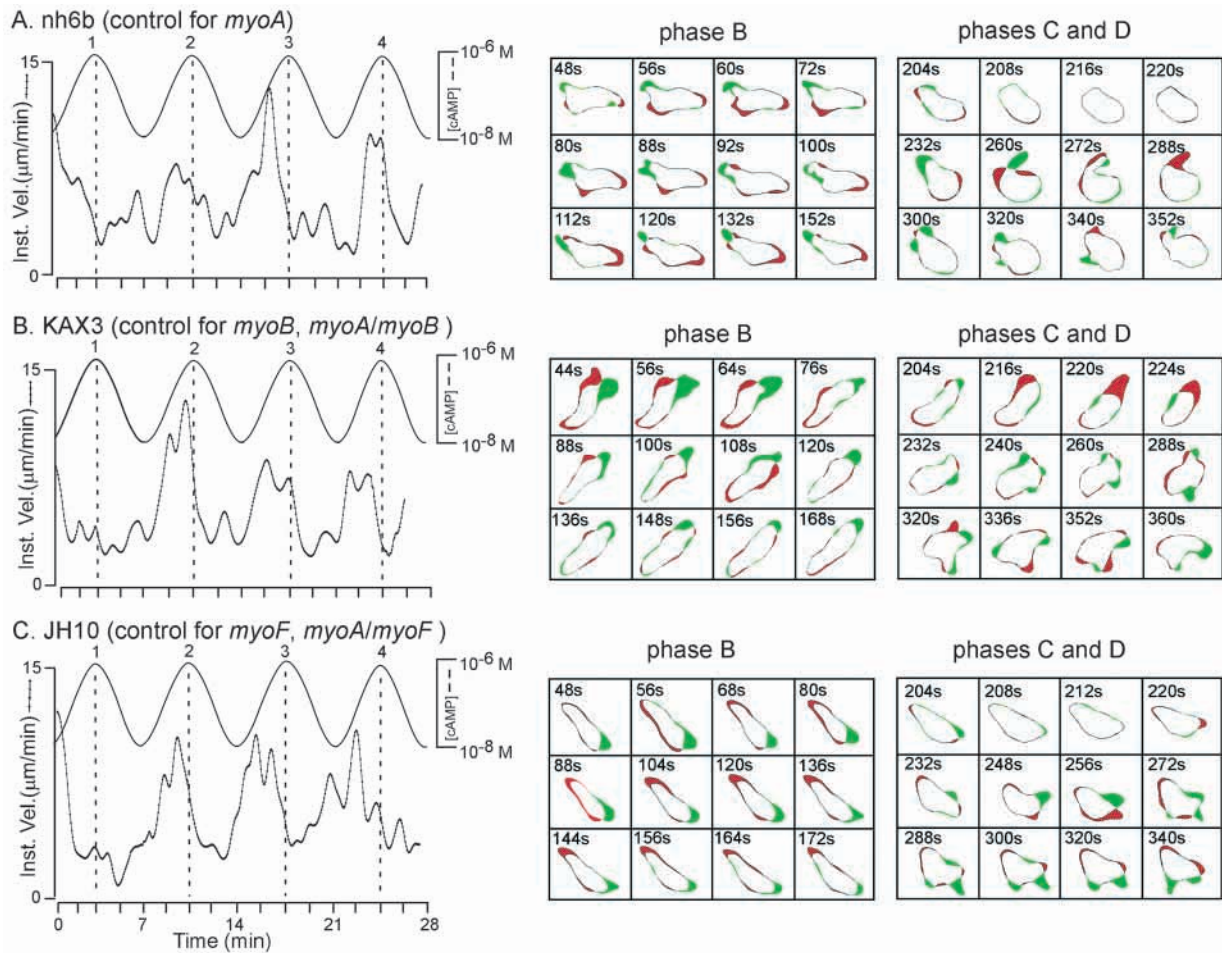 A. nh6b (control for myoA)
1 2 3 4
10-6 M
[cAMP]
10-8 M
15
Inst. Vel.(μm/min)
0
phase B
48s 56s 60s 72s
80s 88s 92s 100s
112s 120s 132s 152s
phases C and D
204s 208s 216s 220s
232s 260s 272s 288s
300s 320s 340s 352s
B. KAX3 (control for myoB, myoA/myoB )
1 2 3 4
10-6 M
[cAMP]
10-8 M
15
Inst. Vel.(μm/min)
0
phase B
44s 56s 64s 76s
88s 100s 108s 120s
136s 148s 156s 168s
phases C and D
204s 216s 220s 224s
232s 240s 260s 288s
320s 336s 352s 360s
C. JH10 (control for myoF, myoA/myoF )
1 2 3 4
10-6 M
[cAMP]
10-8 M
15
Inst. Vel.(μm/min)
0
0 7 14 21 28
Time (min)
phase B
48s 56s 68s 80s
88s 104s 120s 136s
144s 156s 164s 172s
phases C and D
204s 208s 212s 220s
232s 248s 256s 272s
288s 300s 320s 340s